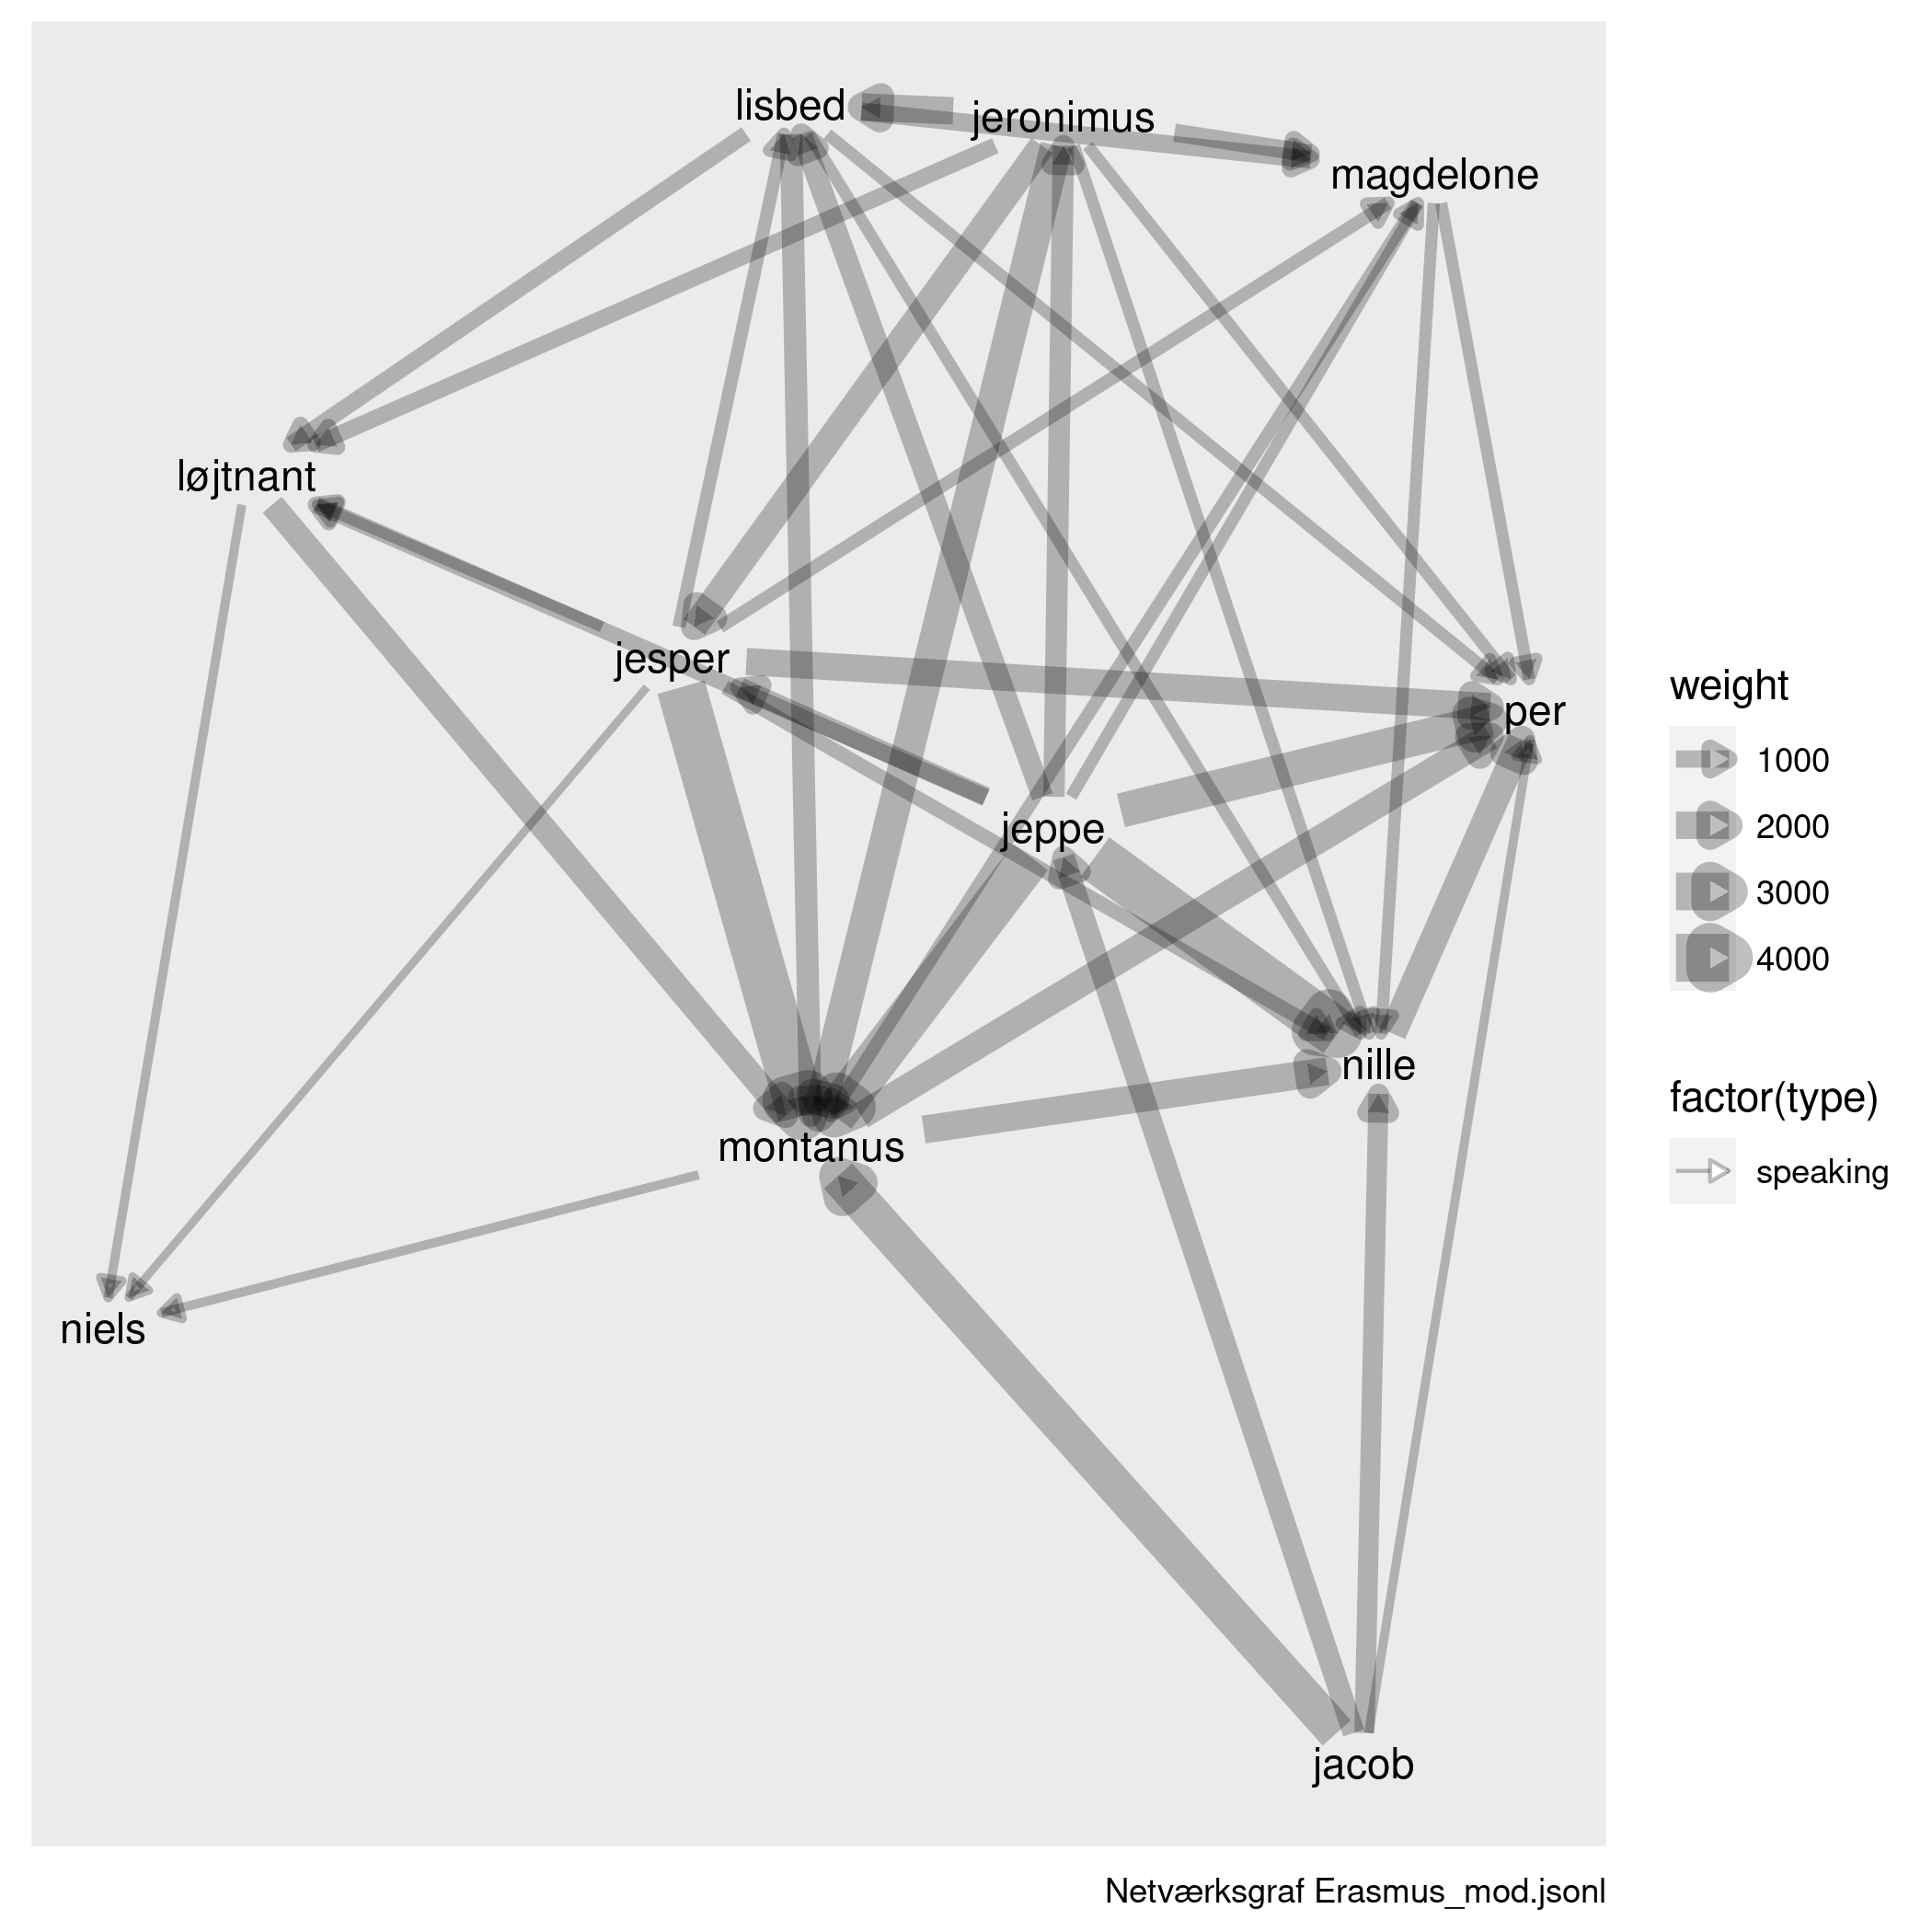 lisbed
jeronimus
magdelone
løjtnant
jesper
per
jeppe
nille
montanus
niels
jacob
weight
1000
2000
3000
4000
factor(type)
speaking
Netværksgraf Erasmus_mod.jsonl